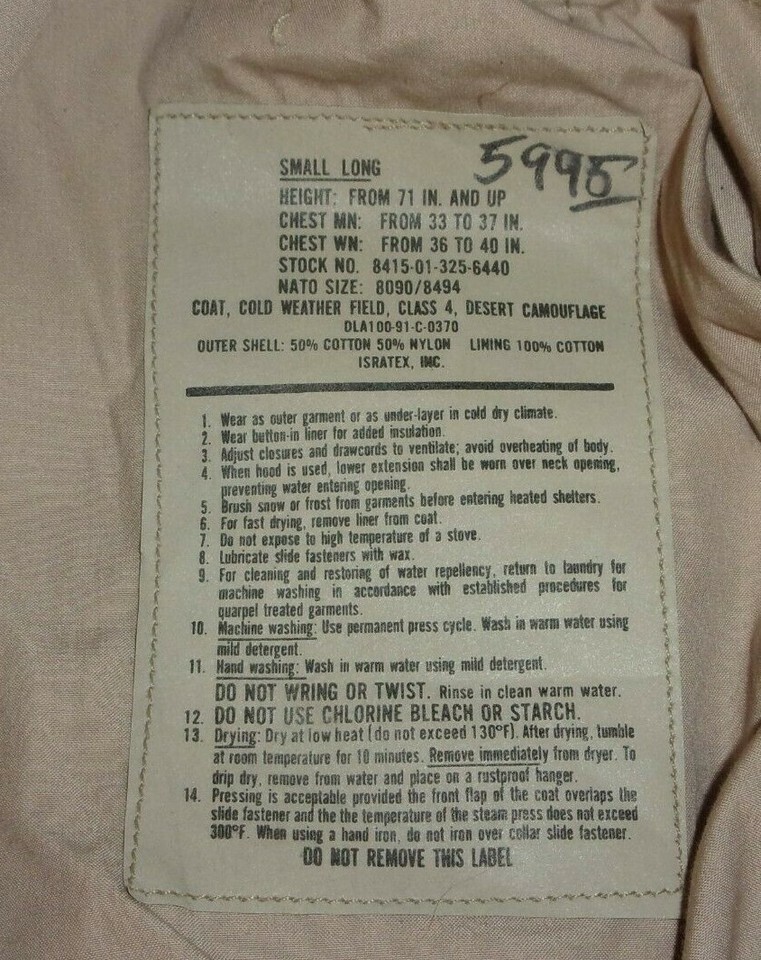 5995
SMALL LONG
HEIGHT: FROM 71 IN. AND UP
CHEST MN: FROM 33 TO 37 IN.
CHEST WN: FROM 36 TO 40 IN.
STOCK NO. 8415-01-325-6440
NATO SIZE: 8090/8494
COAT, COLD WEATHER FIELD, CLASS 4, DESERT CAMOUFLAGE
DLA100-91-C-0370
OUTER SHELL: 50% COTTON 50% NYLON LINING 100% COTTON
ISRATEX, INC.
1. Wear as outer garment or as under-layer in cold dry climate.
2. Wear button-in liner for added insulation.
3. Adjust closures and drawcords to ventilate; avoid overheating of body.
4. When hood is used, lower extension shall be worn over neck opening,
preventing water entering opening.
5. Brush snow or frost from garments before entering heated shelters.
6. For fast drying, remove liner from coat.
7. Do not expose to high temperature of a stove.
8. Lubricate slide fasteners with wax.
9. For cleaning and restoring of water repellency, return to laundry for
machine washing in accordance with established procedures for
quarpel treated garments.
10. Machine washing: Use permanent press cycle. Wash in warm water using
mild detergent.
11. Hand washing: Wash in warm water using mild detergent.
DO NOT WRING OR TWIST. Rinse in clean warm water.
12. DO NOT USE CHLORINE BLEACH OR STARCH.
13. Drying: Dry at low heat (do not exceed 130°F). After drying, tumble
at room temperature for 10 minutes. Remove immediately from dryer. To
drip dry, remove from water and place on a rustproof hanger.
14. Pressing is acceptable provided the front flap of the coat overlaps the
slide fastener and the the temperature of the steam press does not exceed
300°F. When using a hand iron, do not iron over collar slide fastener.
DO NOT REMOVE THIS LABEL